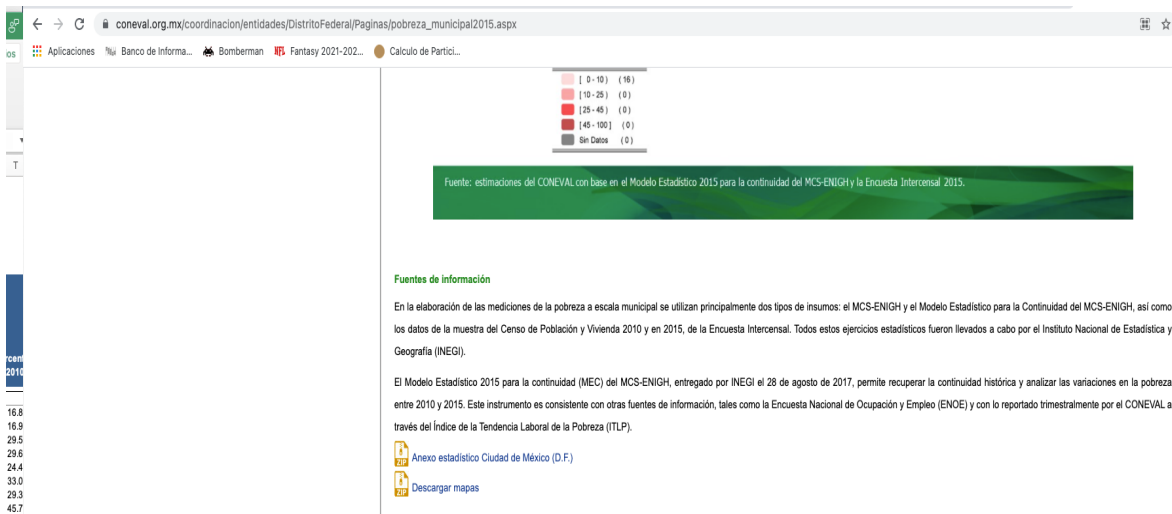 coneval.org.mx/coordinacion/entidades/DistritoFederal/Paginas/pobreza_municipal2015.aspx
os
Aplicaciones Banco de Informa... Bomberman NFL Fantasy 2021-202... Calculo de Partici...
[ 0 - 10 ) ( 16 )
[ 10 - 25 ) ( 0 )
[ 25 - 45 ) ( 0 )
[ 45 - 100 ] ( 0 )
Sin Datos ( 0 )
T
Fuente: estimaciones del CONEVAL con base en el Modelo Estadístico 2015 para la continuidad del MCS-ENIGH y la Encuesta Intercensal 2015.
Fuentes de información
En la elaboración de las mediciones de la pobreza a escala municipal se utilizan principalmente dos tipos de insumos: el MCS-ENIGH y el Modelo Estadístico para la Continuidad del MCS-ENIGH, así como
los datos de la muestra del Censo de Población y Vivienda 2010 y en 2015, de la Encuesta Intercensal. Todos estos ejercicios estadísticos fueron llevados a cabo por el Instituto Nacional de Estadística y
Geografía (INEGI).
rcent
2010
El Modelo Estadístico 2015 para la continuidad (MEC) del MCS-ENIGH, entregado por INEGI el 28 de agosto de 2017, permite recuperar la continuidad histórica y analizar las variaciones en la pobreza
entre 2010 y 2015. Este instrumento es consistente con otras fuentes de información, tales como la Encuesta Nacional de Ocupación y Empleo (ENOE) y con lo reportado trimestralmente por el CONEVAL a
través del Índice de la Tendencia Laboral de la Pobreza (ITLP).
16.8
16.9
29.5
29.6
24.4
33.0
29.3
45.7
ZIP Anexo estadístico Ciudad de México (D.F.)
ZIP Descargar mapas